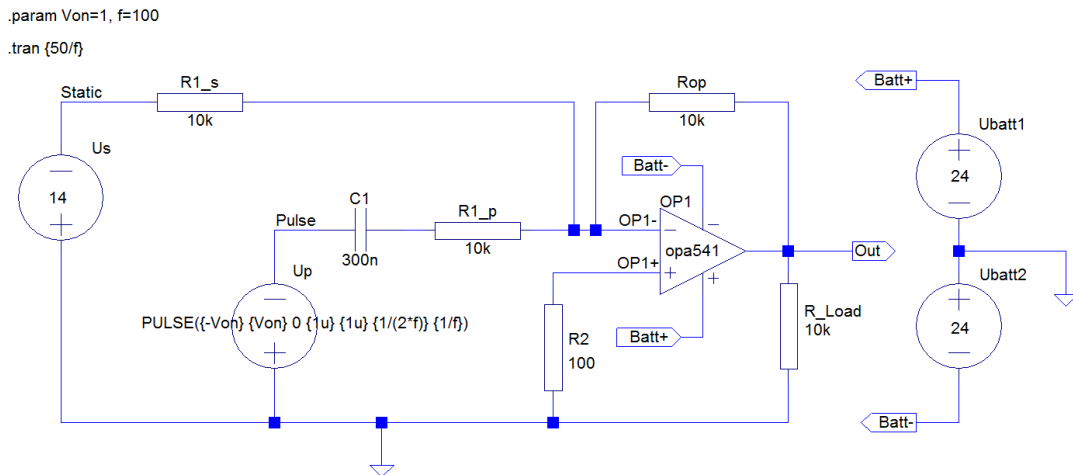 .param Von=1, f=100
.tran {50/f}
Static
R1_s
10k
Us
14
Rop
10k
Batt+
Ubatt1
24
Batt-
OP1
C1
300n
Pulse
R1_p
10k
OP1-
opa541
OP1+
Out
Up
PULSE({-Von} {Von} 0 {1u} {1u} {1/(2*f)} {1/f})
R2
100
Batt+
R_Load
10k
Ubatt2
24
Batt-